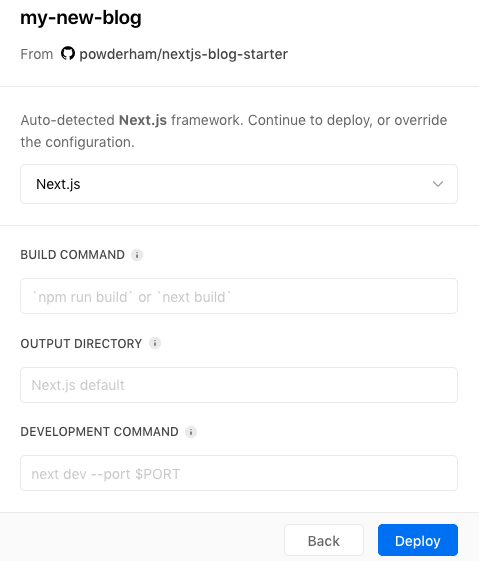 my-new-blog
From powderham/nextjs-blog-starter
Auto-detected Next.js framework. Continue to deploy, or override
the configuration.
Next.js
BUILD COMMAND i
`npm run build` or `next build`
OUTPUT DIRECTORY i
Next.js default
DEVELOPMENT COMMAND i
next dev --port $PORT
Back Deploy